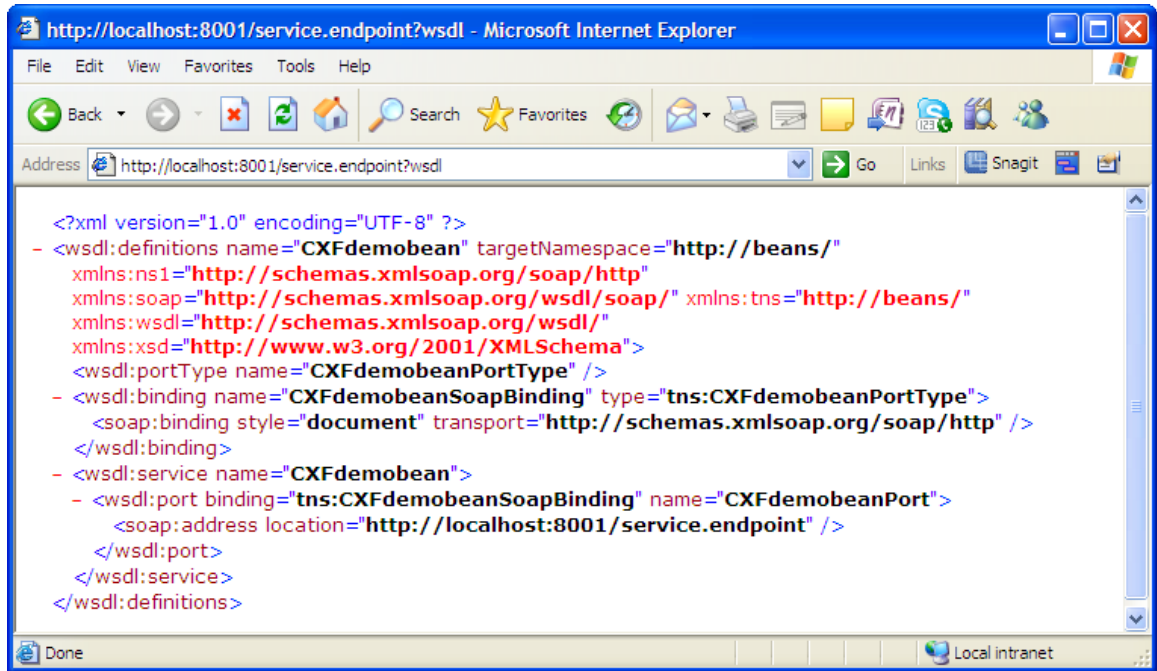 http://localhost:8001/service.endpoint?wsdl - Microsoft Internet Explorer
File Edit View Favorites Tools Help
Back Search Favorites
Address http://localhost:8001/service.endpoint?wsdl Go Links Snagit
<?xml version="1.0" encoding="UTF-8" ?>
- <wsdl:definitions name="CXFdemobean" targetNamespace="http://beans/"
xmlns:ns1="http://schemas.xmlsoap.org/soap/http"
xmlns:soap="http://schemas.xmlsoap.org/wsdl/soap/" xmlns:tns="http://beans/"
xmlns:wsdl="http://schemas.xmlsoap.org/wsdl/"
xmlns:xsd="http://www.w3.org/2001/XMLSchema">
<wsdl:portType name="CXFdemobeanPortType" />
- <wsdl:binding name="CXFdemobeanSoapBinding" type="tns:CXFdemobeanPortType">
<soap:binding style="document" transport="http://schemas.xmlsoap.org/soap/http" />
</wsdl:binding>
- <wsdl:service name="CXFdemobean">
- <wsdl:port binding="tns:CXFdemobeanSoapBinding" name="CXFdemobeanPort">
<soap:address location="http://localhost:8001/service.endpoint" />
</wsdl:port>
</wsdl:service>
</wsdl:definitions>
Done Local intranet